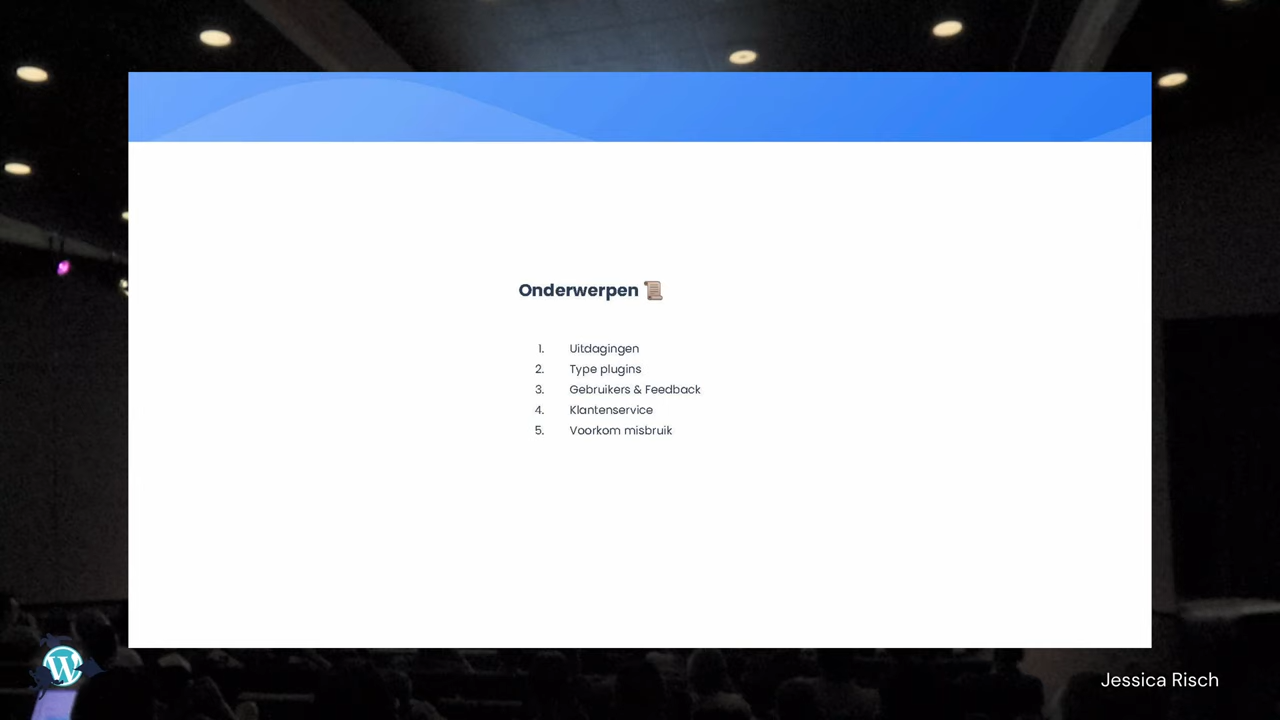 Onderwerpen 📜
1. Uitdagingen
2. Type plugins
3. Gebruikers & Feedback
4. Klantenservice
5. Voorkom misbruik
Jessica Risch